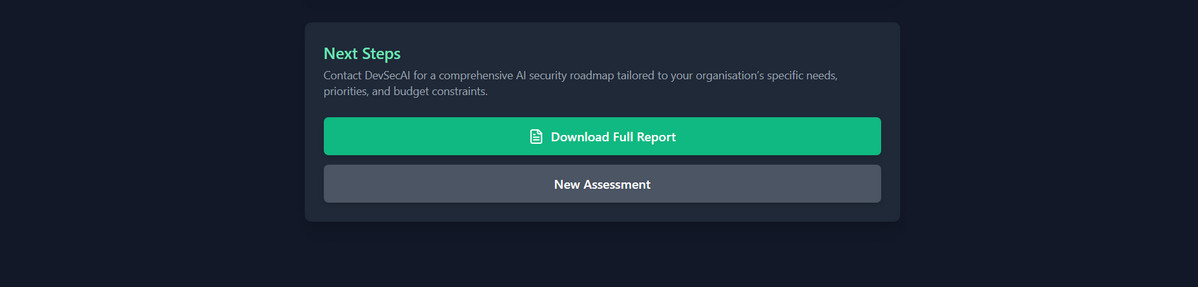 Next Steps
Contact DevSecAI for a comprehensive AI security roadmap tailored to your organisation's specific needs,
priorities, and budget constraints.
Download Full Report
New Assessment